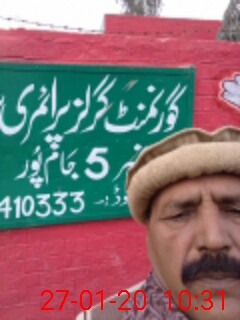 گورنمنٹ گرلز پرائمری
نمبر 5 جام پور
410333
27-01-20 10:31